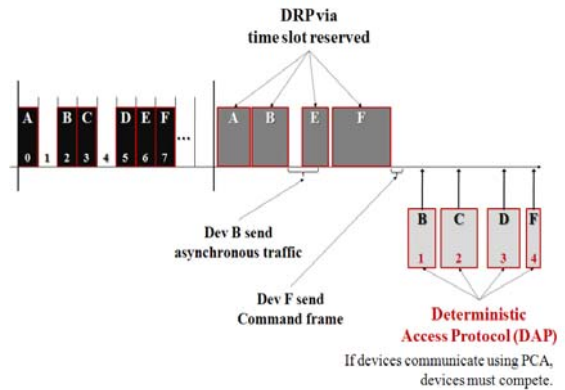 DRP via
time slot reserved
A B C D E F
0 1 2 3 4 5 6 7 ...
A B E F
Dev B send
asynchronous traffic
Dev F send
Command frame
B C D F
1 2 3 4
Deterministic
Access Protocol (DAP)
If devices communicate using PCA,
devices must compete.